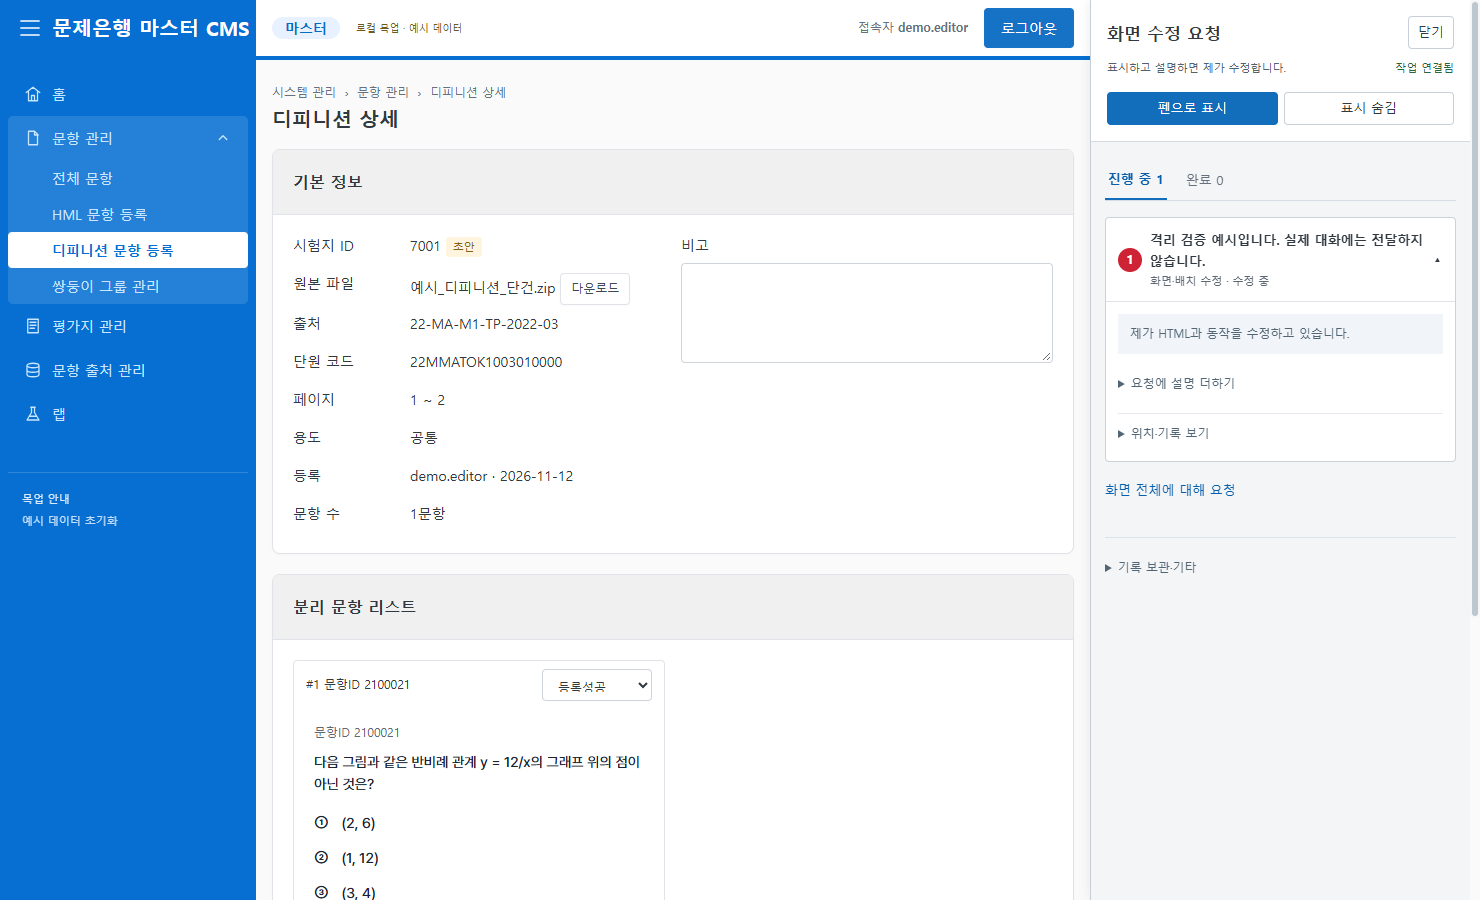 문제은행 마스터 CMS
홈
문항 관리
전체 문항
HML 문항 등록
디피니션 문항 등록
쌍둥이 그룹 관리
평가지 관리
문항 출처 관리
랩
목업 안내
예시 데이터 초기화
마스터
로컬 목업 · 예시 데이터
접속자 demo.editor
로그아웃
시스템 관리 › 문항 관리 › 디피니션 상세
디피니션 상세
기본 정보
시험지 ID
7001 초안
원본 파일
예시_디피니션_단건.zip 다운로드
출처
22-MA-M1-TP-2022-03
단원 코드
22MMATOK1003010000
페이지
1 ~ 2
용도
공통
등록
demo.editor · 2026-11-12
문항 수
1문항
비고
분리 문항 리스트
#1 문항ID 2100021
등록성공
문항ID 2100021
다음 그림과 같은 반비례 관계 y = 12/x의 그래프 위의 점이
아닌 것은?
① (2, 6)
② (1, 12)
③ (3, 4)
화면 수정 요청
닫기
표시하고 설명하면 제가 수정합니다.
작업 연결됨
펜으로 표시
표시 숨김
진행 중 1
완료 0
1
격리 검증 예시입니다. 실제 대화에는 전달하지
않습니다.
화면·배치 수정 · 수정 중
제가 HTML과 동작을 수정하고 있습니다.
요청에 설명 더하기
위치·기록 보기
화면 전체에 대해 요청
기록 보관·기타